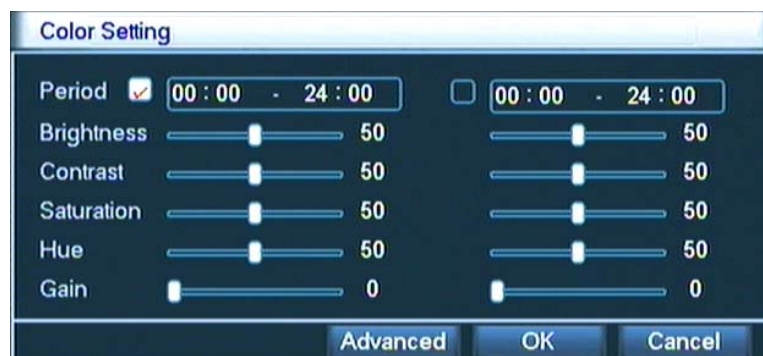 Color Setting
Period 00:00 - 24:00 00:00 - 24:00
Brightness 50 50
Contrast 50 50
Saturation 50 50
Hue 50 50
Gain 0 0
Advanced OK Cancel